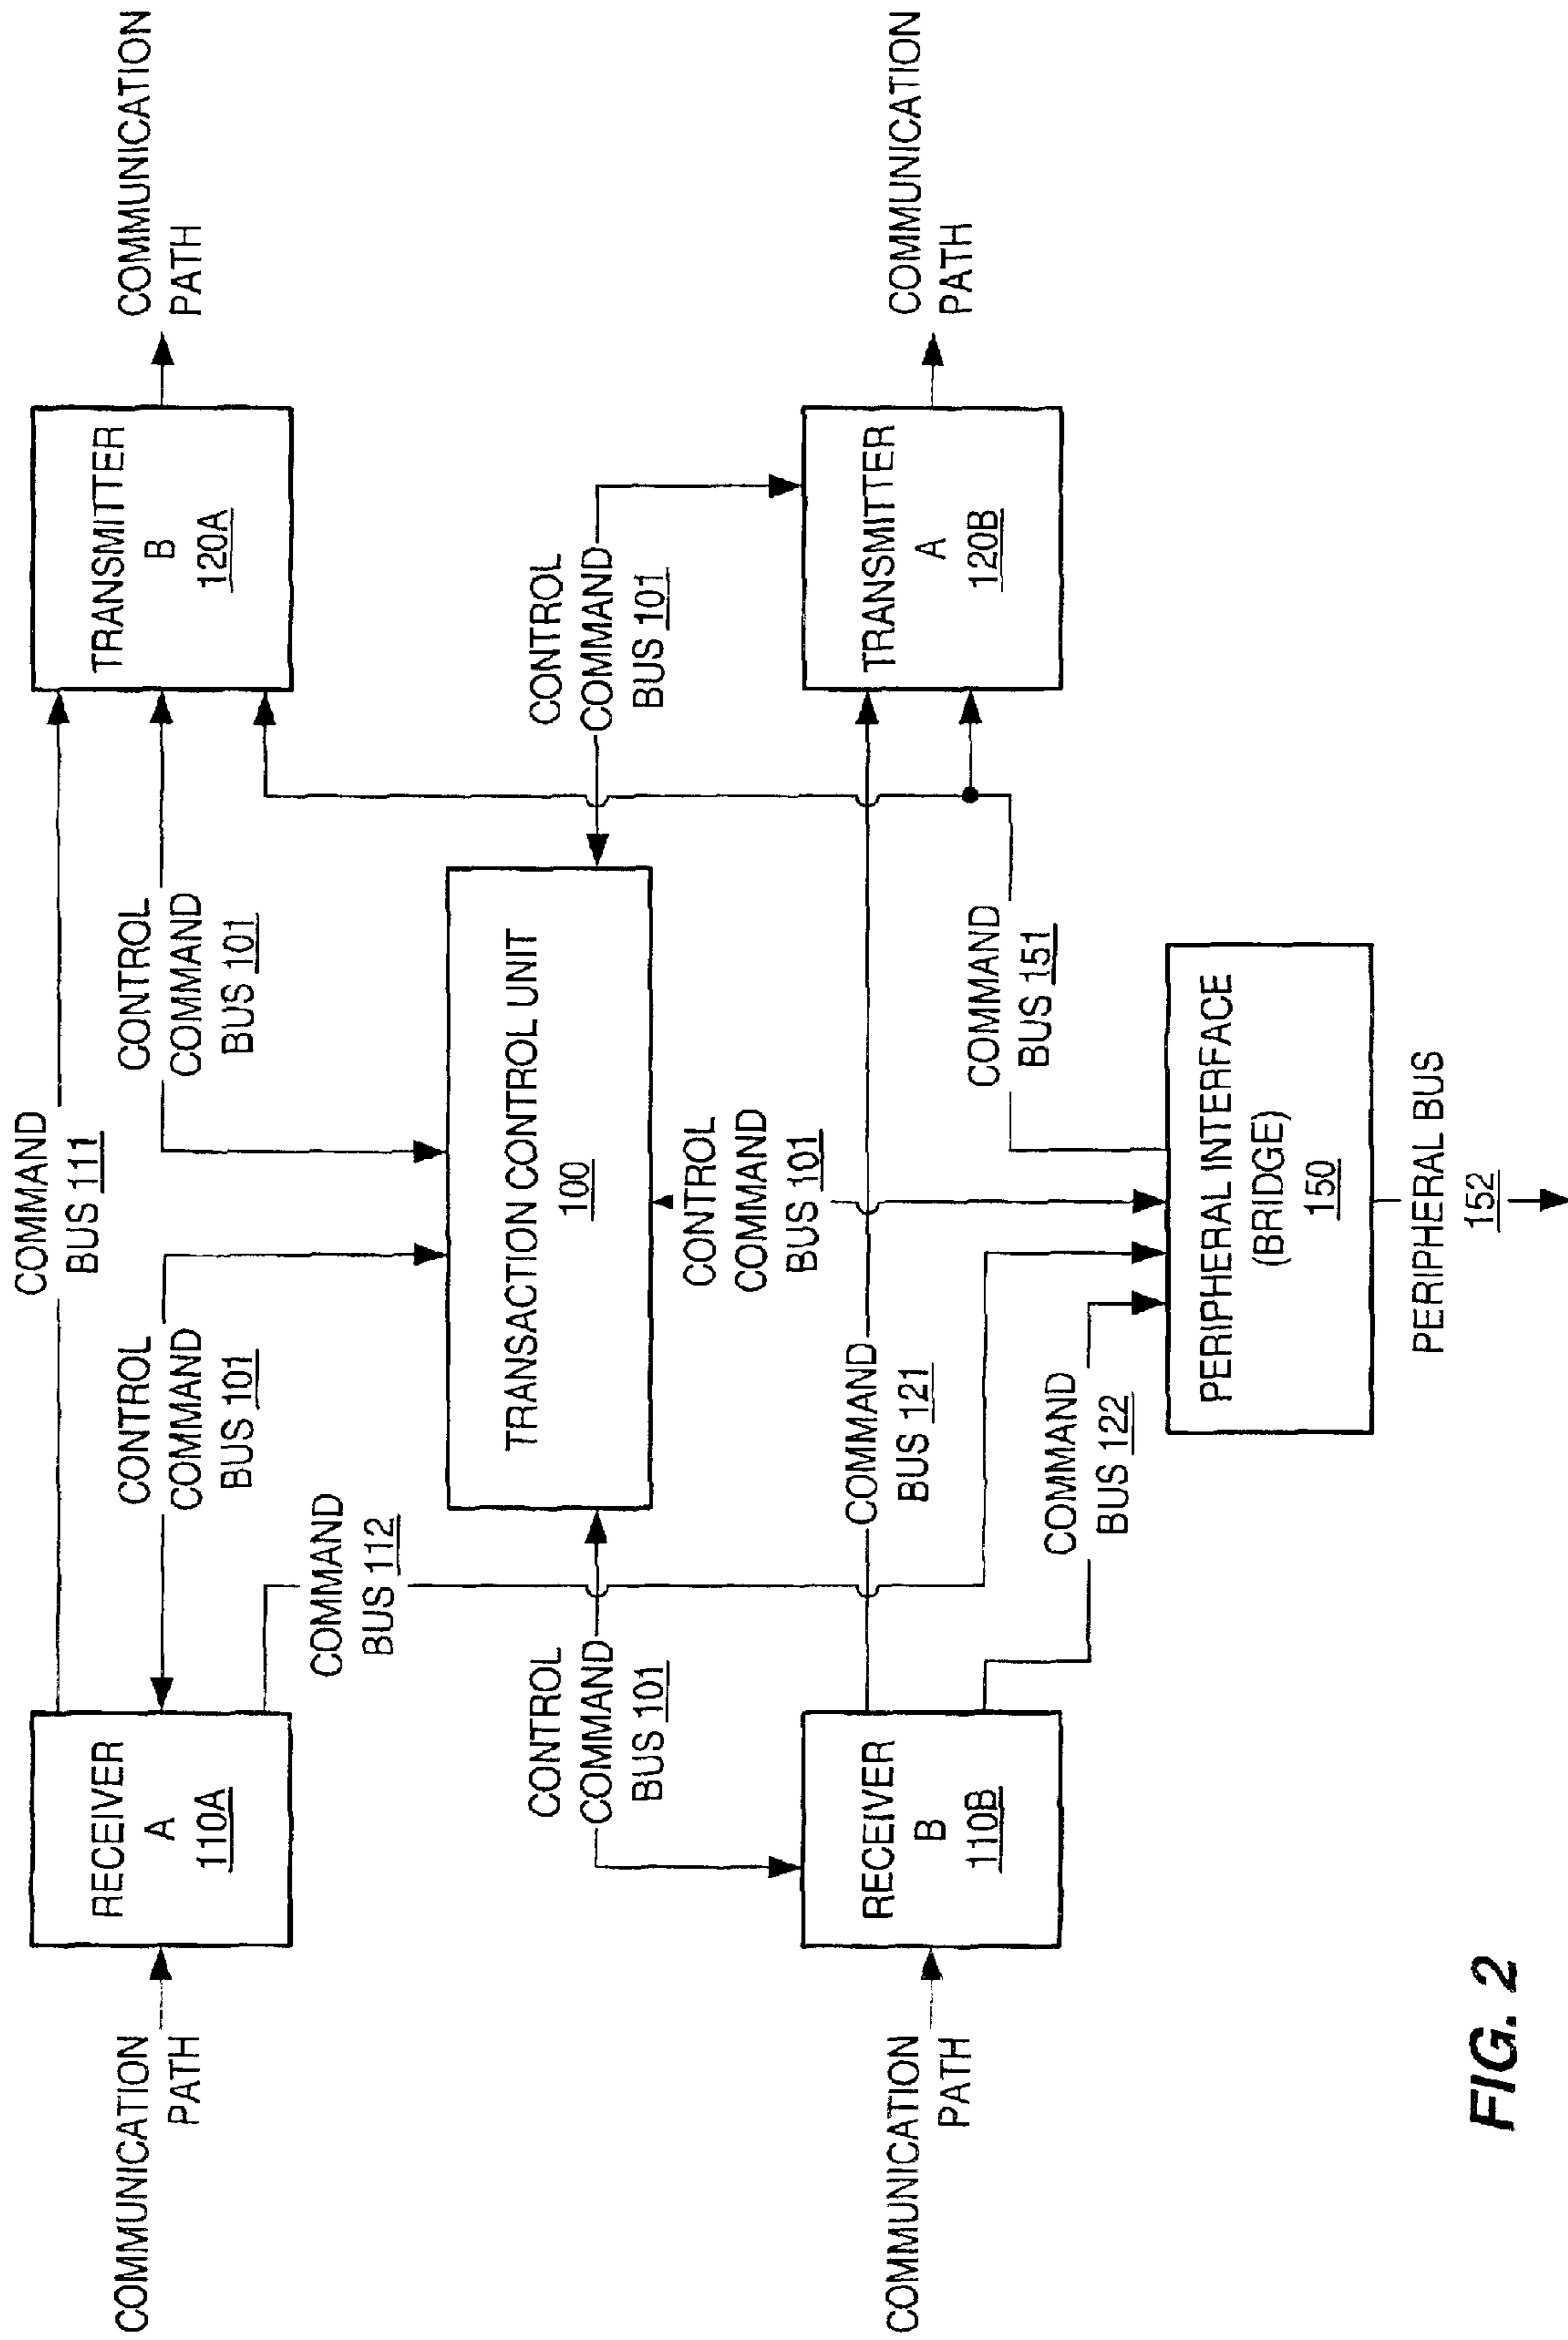 COMMUNICATION
PATH
RECEIVER
A
110A
COMMAND
BUS 111
TRANSMITTER
B
120A
COMMUNICATION
PATH
CONTROL
COMMAND
BUS 101
CONTROL
COMMAND
BUS 101
COMMAND
BUS 112
TRANSACTION CONTROL UNIT
100
CONTROL
COMMAND
BUS 101
CONTROL
COMMAND
BUS 101
CONTROL
COMMAND
BUS 101
COMMUNICATION
PATH
RECEIVER
B
110B
COMMAND
BUS 121
TRANSMITTER
A
120B
COMMUNICATION
PATH
COMMAND
BUS 122
COMMAND
BUS 151
PERIPHERAL INTERFACE
(BRIDGE)
150
PERIPHERAL BUS
152
FIG. 2